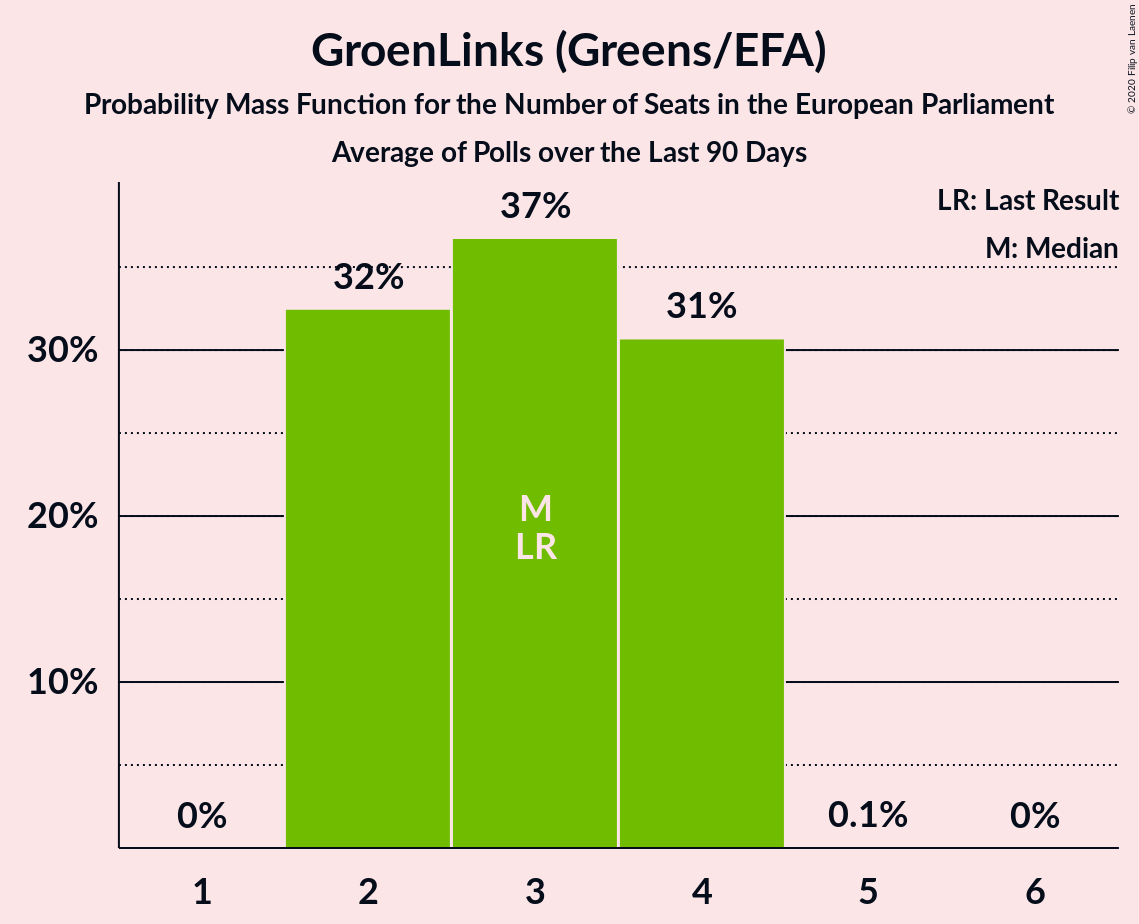 GroenLinks (Greens/EFA)
Probability Mass Function for the Number of Seats in the European Parliament
Average of Polls over the Last 90 Days
© 2020 Filip van Laenen
LR: Last Result
M: Median
37%
32%
31%
30%
20%
10%
M
LR
0%
0.1%
0%
1 2 3 4 5 6